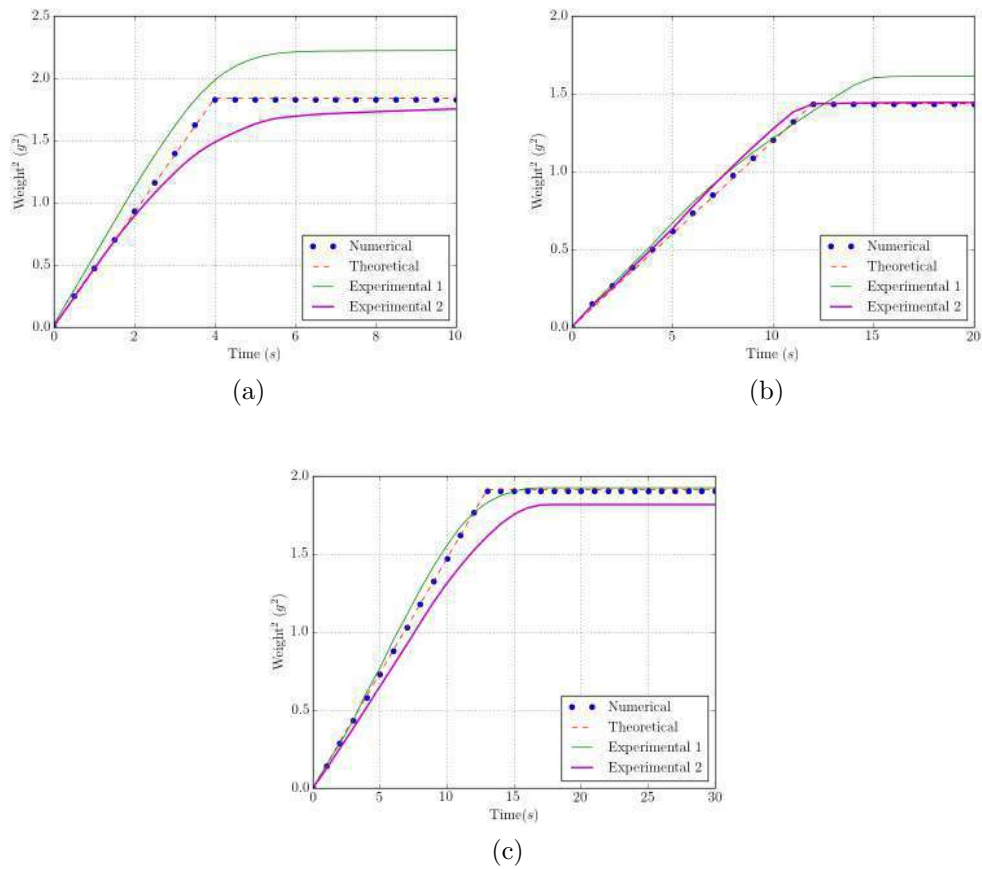 2.5
2.0
1.5
1.0
0.5
0.0
Weight² (g²)
0 2 4 6 8 10
Time (s)
Numerical
Theoretical
Experimental 1
Experimental 2
(a)
2.0
1.5
1.0
0.5
0.0
Weight² (g²)
0 5 10 15 20
Time (s)
Numerical
Theoretical
Experimental 1
Experimental 2
(b)
2.0
1.5
1.0
0.5
0.0
Weight² (g²)
0 5 10 15 20 25 30
Time(s)
Numerical
Theoretical
Experimental 1
Experimental 2
(c)